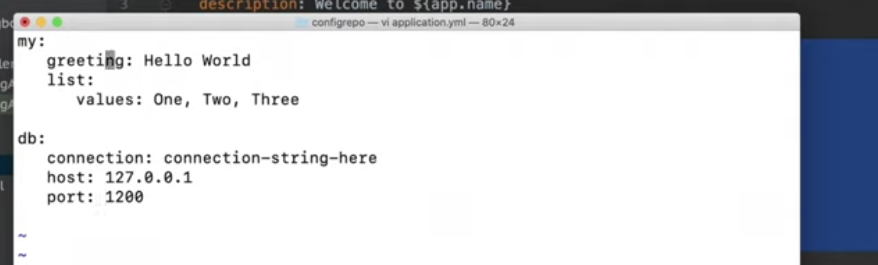 3 description: Welcome to ${app.name}
configrepo — vi application.yml — 80×24
my:
greeting: Hello World
list:
values: One, Two, Three
db:
connection: connection-string-here
host: 127.0.0.1
port: 1200
~
~